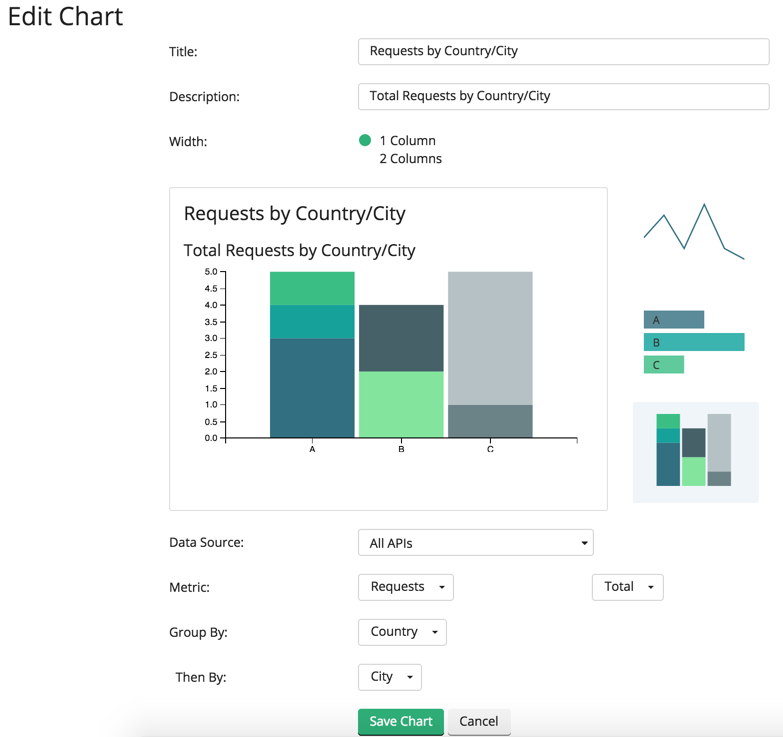 Edit Chart
Title:
Requests by Country/City
Description:
Total Requests by Country/City
Width:
1 Column
2 Columns
Requests by Country/City
Total Requests by Country/City
5.0
4.5
4.0
3.5
3.0
2.5
2.0
1.5
1.0
0.5
0.0
A B C
A
B
C
Data Source:
All APIs
Metric:
Requests
Total
Group By:
Country
Then By:
City
Save Chart
Cancel